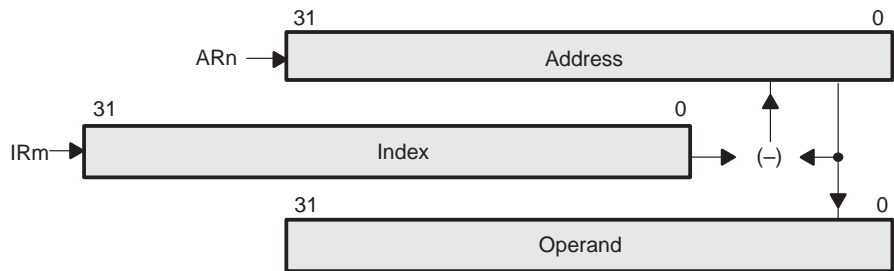 31 0
ARn Address
31 0
IRm Index (–)
31 0
Operand